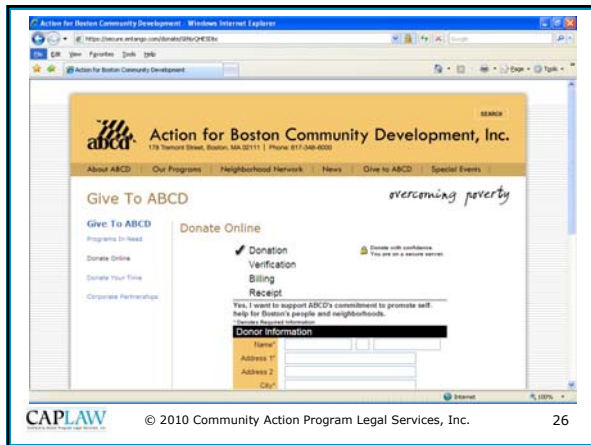 Action for Boston Community Development - Windows Internet Explorer
Google
File Edit View Favorites Tools Help
Action for Boston Community Development
Page Tools
SEARCH
abcd
Action for Boston Community Development, Inc.
178 Tremont Street, Boston, MA 02111 | Phone: 617-348-6000
About ABCD | Our Programs | Neighborhood Network | News | Give to ABCD | Special Events
Give To ABCD
overcoming poverty
Give To ABCD
Programs In Need
Donate Online
Donate Your Time
Corporate Partnerships
Donate Online
Donation
Verification
Billing
Receipt
Donate with confidence.
You are on a secure server.
Yes, I want to support ABCD's commitment to promote self-
help for Boston's people and neighborhoods.
* Denotes Required Information
Donor Information
Name*
Address 1*
Address 2
City*
Internet
100%
CAPLAW
© 2010 Community Action Program Legal Services, Inc.
26